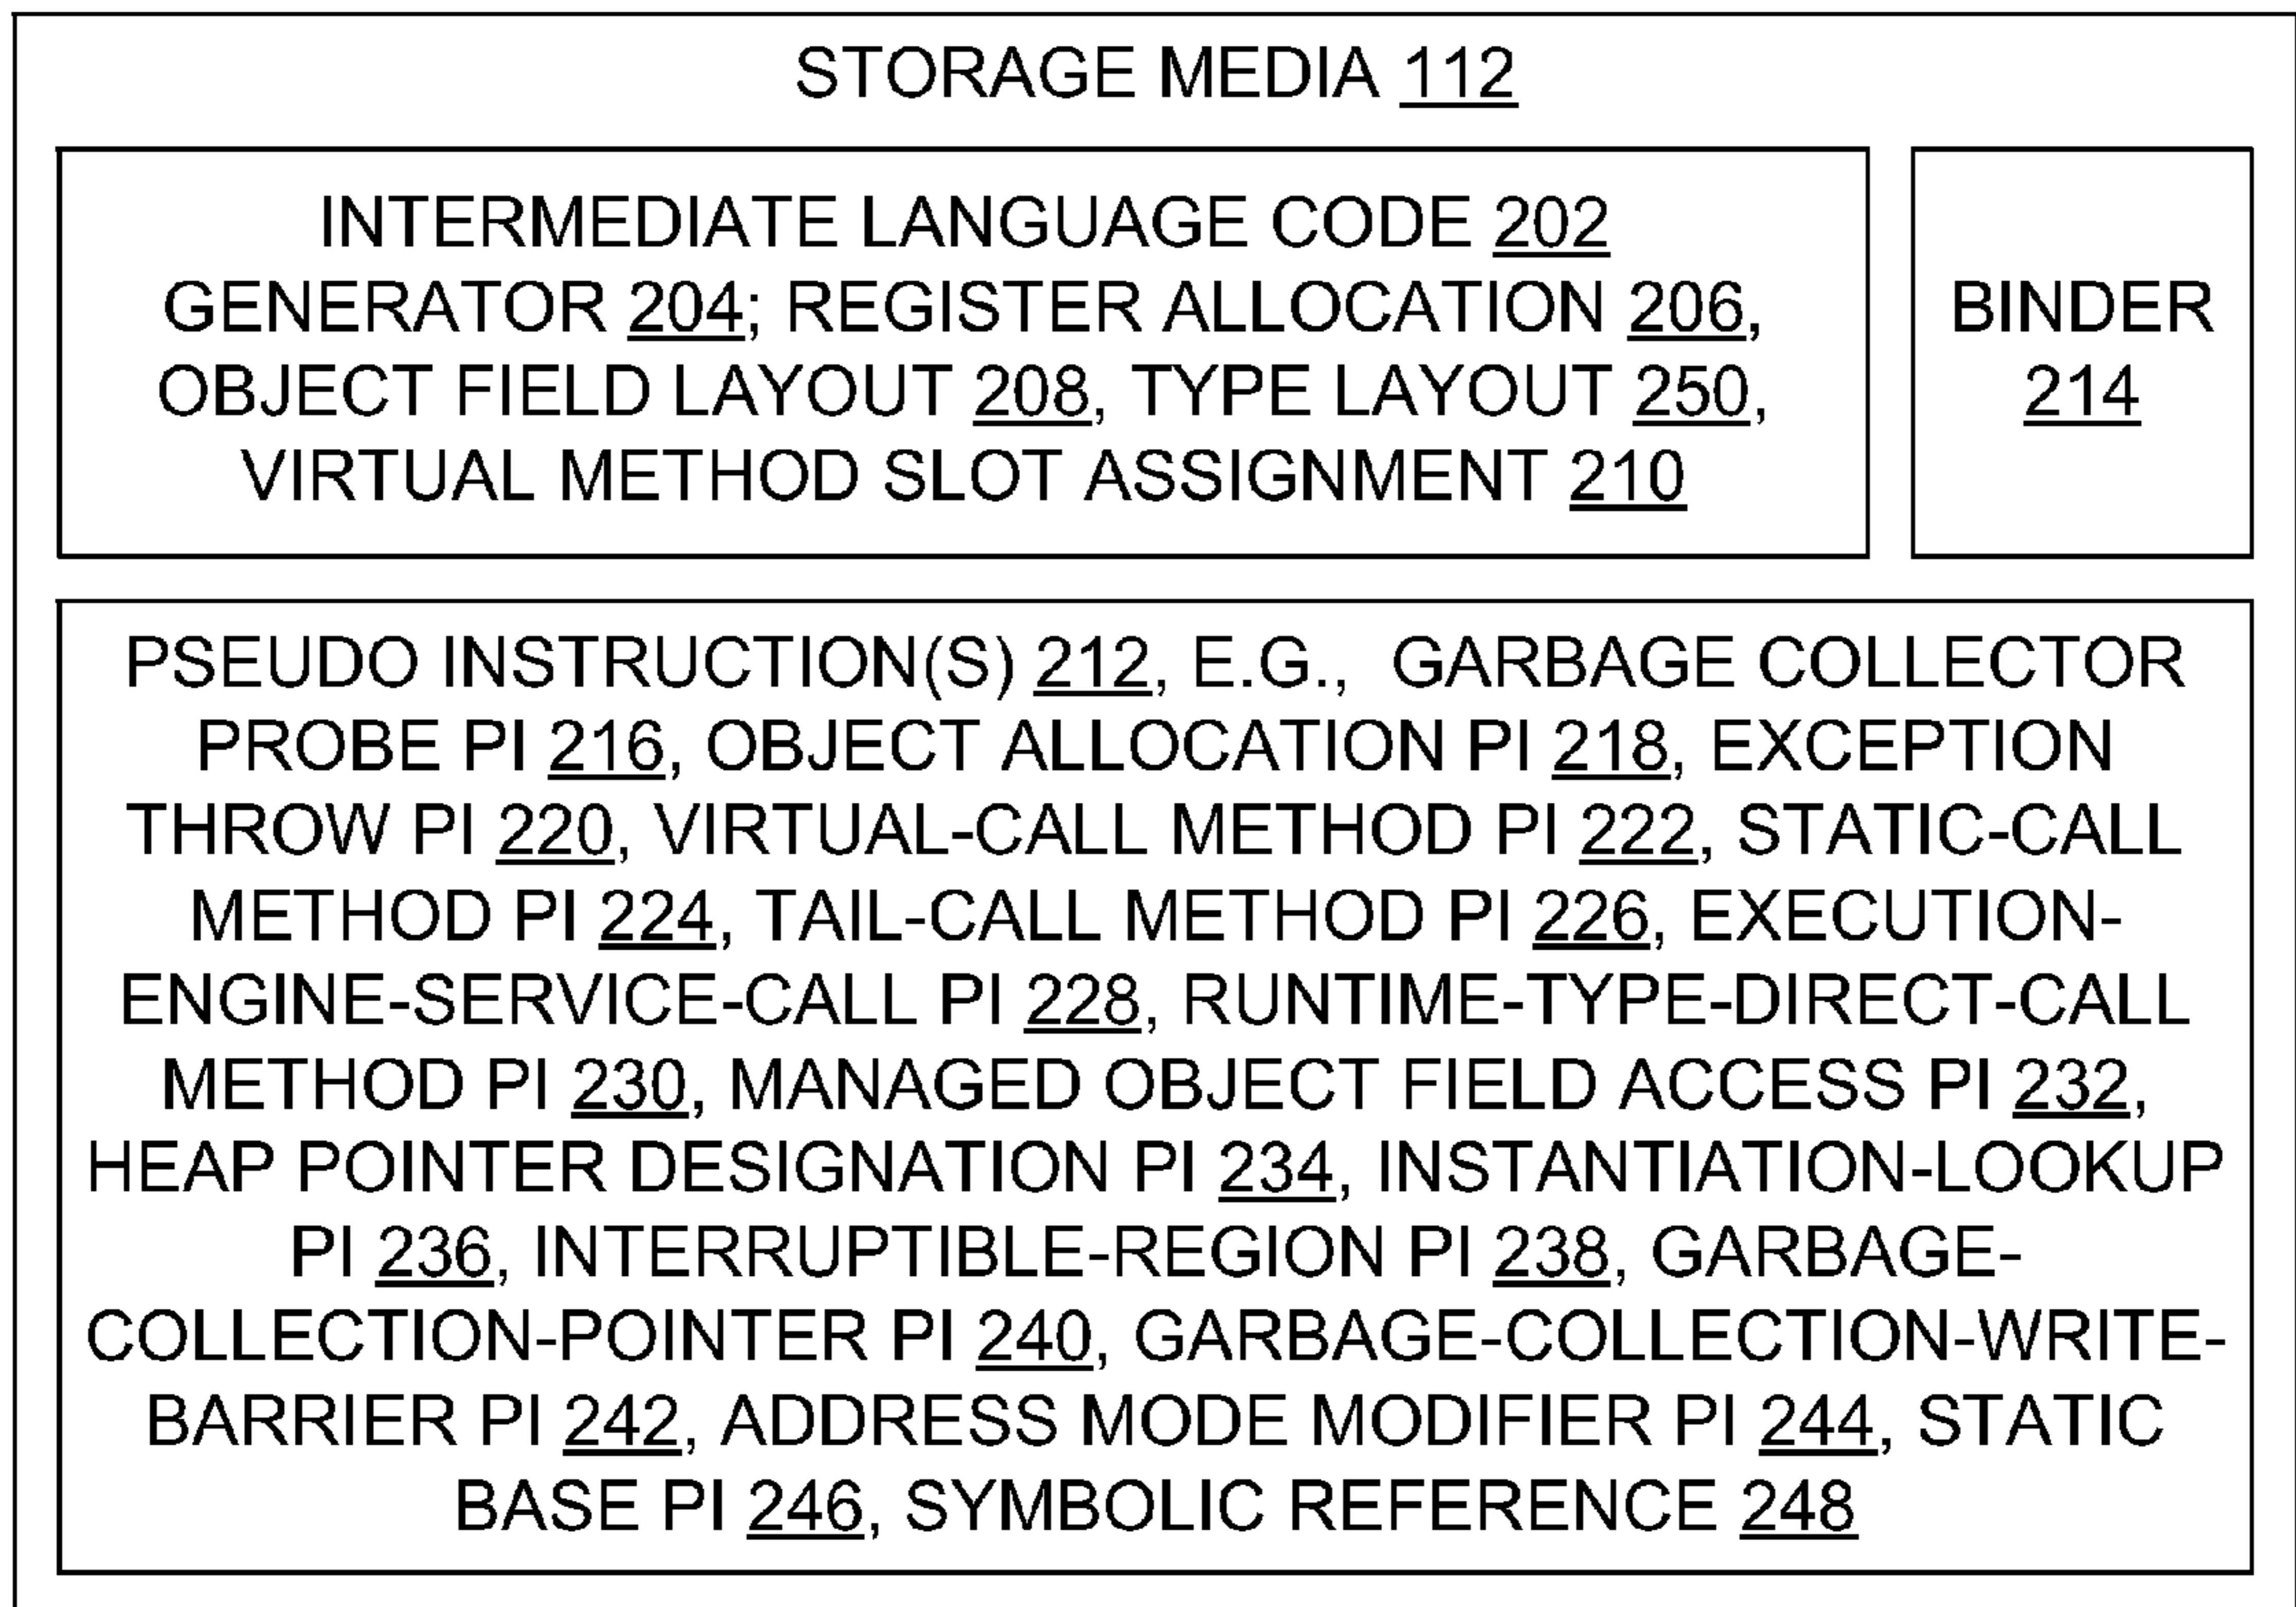 STORAGE MEDIA 112
INTERMEDIATE LANGUAGE CODE 202
GENERATOR 204; REGISTER ALLOCATION 206,
OBJECT FIELD LAYOUT 208, TYPE LAYOUT 250,
VIRTUAL METHOD SLOT ASSIGNMENT 210
BINDER
214
PSEUDO INSTRUCTION(S) 212, E.G., GARBAGE COLLECTOR
PROBE PI 216, OBJECT ALLOCATION PI 218, EXCEPTION
THROW PI 220, VIRTUAL-CALL METHOD PI 222, STATIC-CALL
METHOD PI 224, TAIL-CALL METHOD PI 226, EXECUTION-
ENGINE-SERVICE-CALL PI 228, RUNTIME-TYPE-DIRECT-CALL
METHOD PI 230, MANAGED OBJECT FIELD ACCESS PI 232,
HEAP POINTER DESIGNATION PI 234, INSTANTIATION-LOOKUP
PI 236, INTERRUPTIBLE-REGION PI 238, GARBAGE-
COLLECTION-POINTER PI 240, GARBAGE-COLLECTION-WRITE-
BARRIER PI 242, ADDRESS MODE MODIFIER PI 244, STATIC
BASE PI 246, SYMBOLIC REFERENCE 248